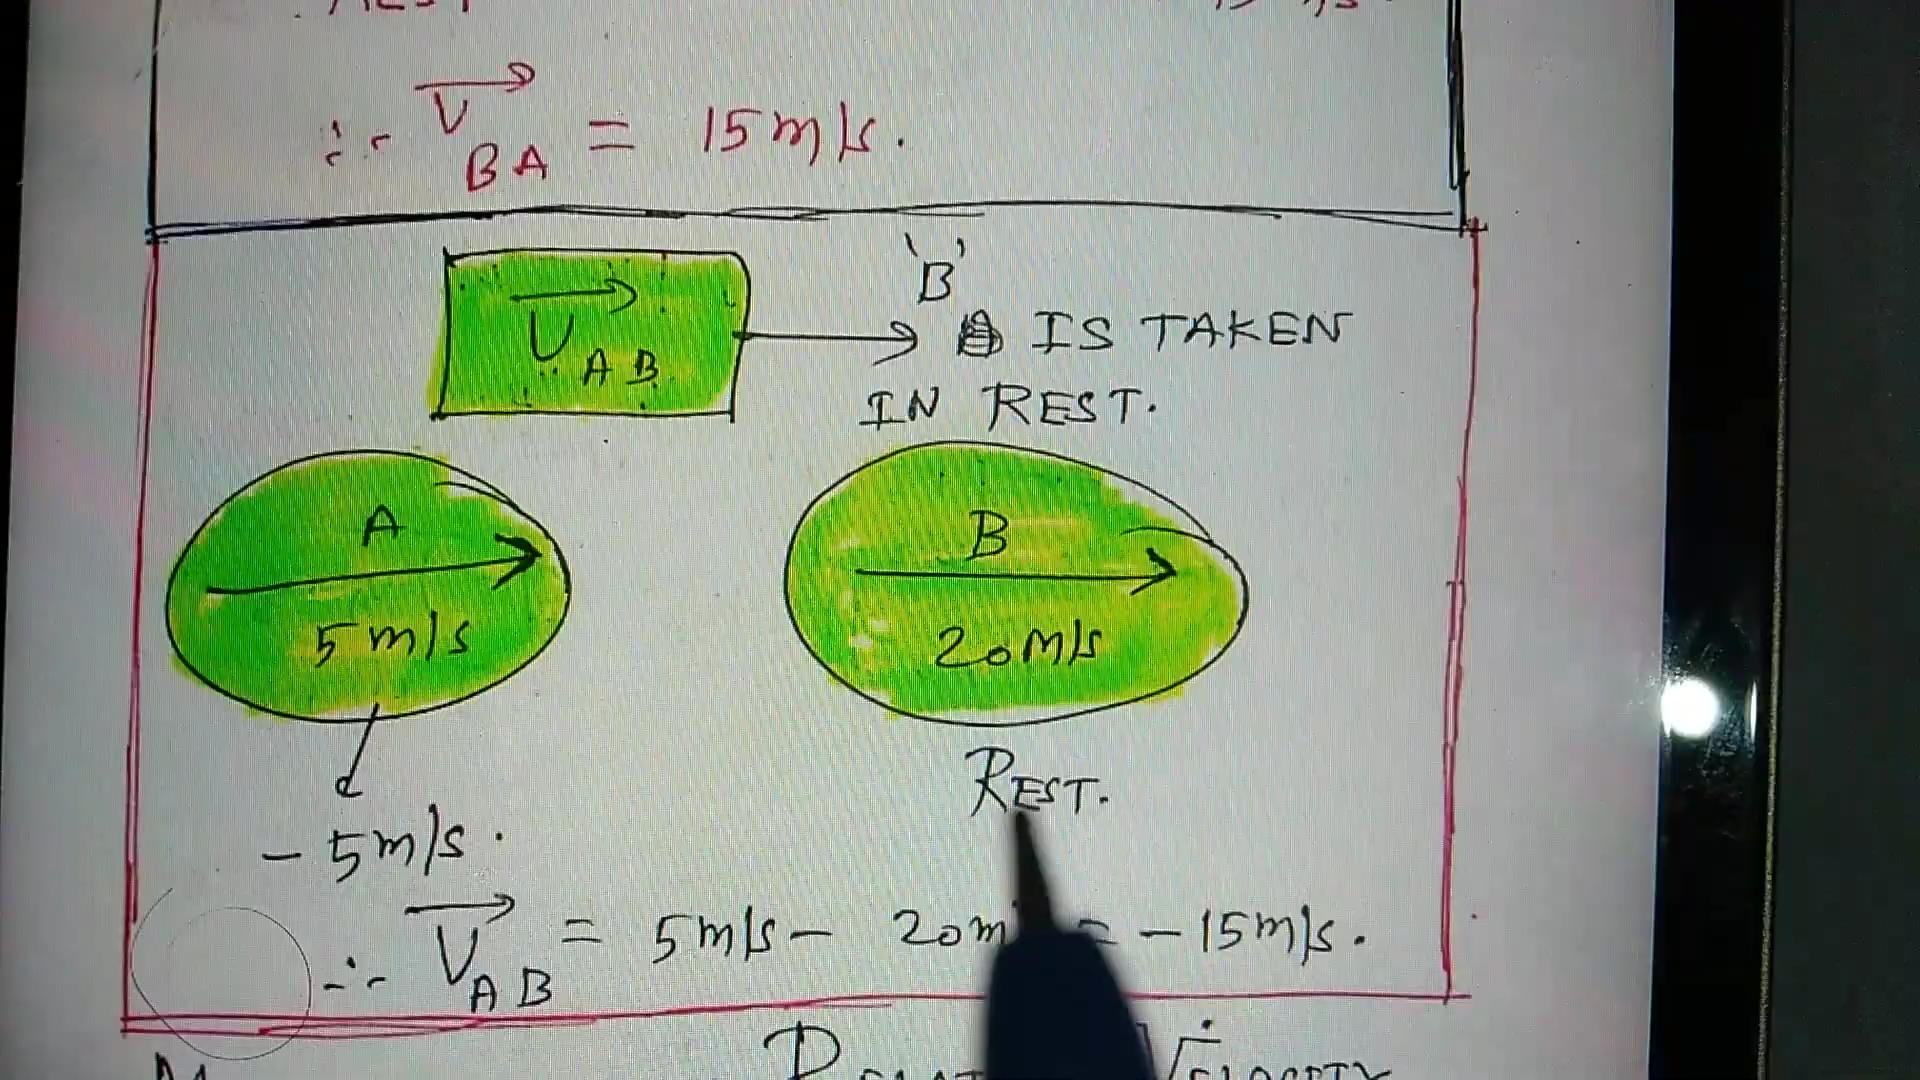 ∴ V⃗BA = 15m/s.
V⃗AB → 'B' IS TAKEN
IN REST.
A
5 m/s
B
20m/s
REST.
- 5m/s.
∴ V⃗AB = 5m/s - 20m = -15m/s.